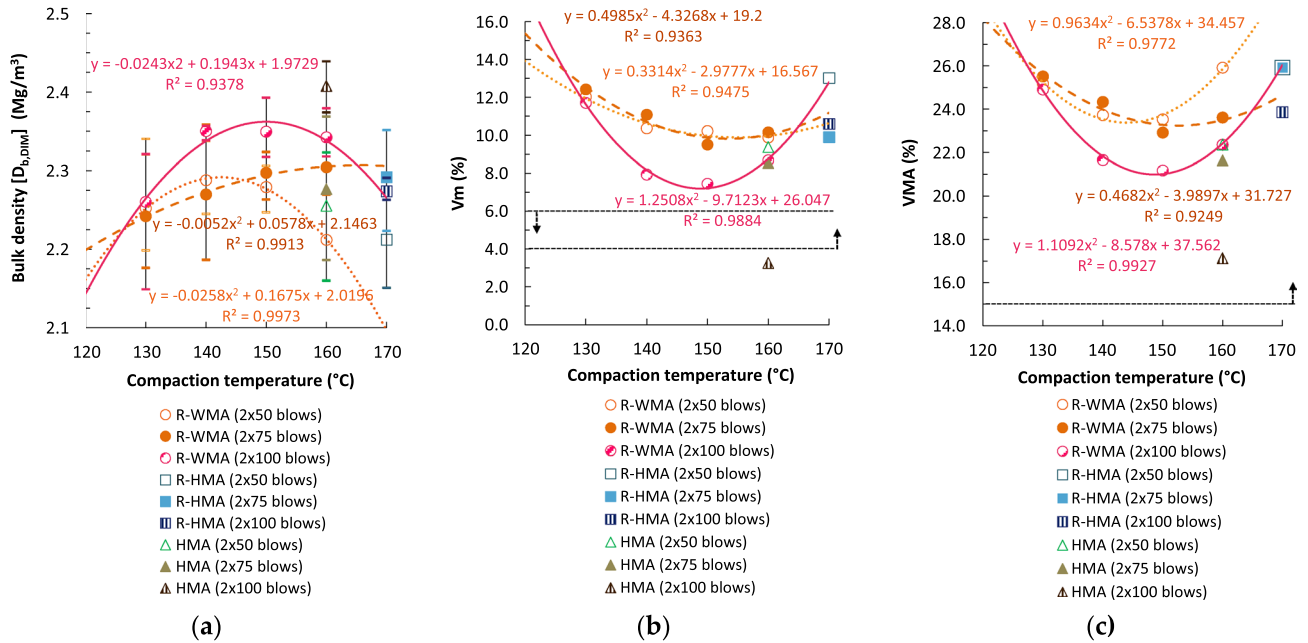 2.5
2.4
2.3
2.2
2.1
Bulk density [Db,DIM] (Mg/m³)
y = -0.0243x2 + 0.1943x + 1.9729
R² = 0.9378
y = -0.0052x² + 0.0578x + 2.1463
R² = 0.9913
y = -0.0258x² + 0.1675x + 2.0196
R² = 0.9973
120 130 140 150 160 170
Compaction temperature (°C)
R-WMA (2x50 blows)
R-WMA (2x75 blows)
R-WMA (2x100 blows)
R-HMA (2x50 blows)
R-HMA (2x75 blows)
R-HMA (2x100 blows)
HMA (2x50 blows)
HMA (2x75 blows)
HMA (2x100 blows)
(a)
16.0
14.0
12.0
10.0
8.0
6.0
4.0
2.0
0.0
Vm (%)
y = 0.4985x² - 4.3268x + 19.2
R² = 0.9363
y = 0.3314x² - 2.9777x + 16.567
R² = 0.9475
y = 1.2508x² - 9.7123x + 26.047
R² = 0.9884
120 130 140 150 160 170
Compaction temperature (°C)
R-WMA (2x50 blows)
R-WMA (2x75 blows)
R-WMA (2x100 blows)
R-HMA (2x50 blows)
R-HMA (2x75 blows)
R-HMA (2x100 blows)
HMA (2x50 blows)
HMA (2x75 blows)
HMA (2x100 blows)
(b)
28.0
26.0
24.0
22.0
20.0
18.0
16.0
14.0
VMA (%)
y = 0.9634x² - 6.5378x + 34.457
R² = 0.9772
y = 0.4682x² - 3.9897x + 31.727
R² = 0.9249
y = 1.1092x² - 8.578x + 37.562
R² = 0.9927
120 130 140 150 160 170
Compaction temperature (°C)
R-WMA (2x50 blows)
R-WMA (2x75 blows)
R-WMA (2x100 blows)
R-HMA (2x50 blows)
R-HMA (2x75 blows)
R-HMA (2x100 blows)
HMA (2x50 blows)
HMA (2x75 blows)
HMA (2x100 blows)
(c)